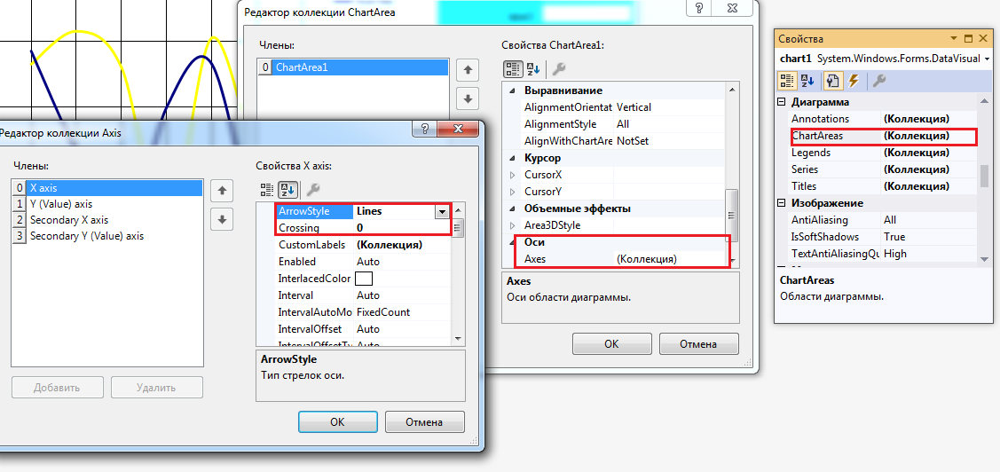 Редактор коллекции ChartArea
Члены:
0 ChartArea1
Свойства ChartArea1:
Выравнивание
AlignmentOrientat Vertical
AlignmentStyle All
AlignWithChartAre NotSet
Курсор
CursorX
CursorY
Объемные эффекты
Area3DStyle
Оси
Axes (Коллекция)
Axes
Оси области диаграммы.
OK Отмена
Редактор коллекции Axis
Члены:
0 X axis
1 Y (Value) axis
2 Secondary X axis
3 Secondary Y (Value) axis
Добавить Удалить
Свойства X axis:
ArrowStyle Lines
Crossing 0
CustomLabels (Коллекция)
Enabled Auto
InterlacedColor
Interval Auto
IntervalAutoMo FixedCount
IntervalOffset Auto
IntervalOffsetTy Auto
ArrowStyle
Тип стрелок оси.
OK Отмена
Свойства
chart1 System.Windows.Forms.DataVisual
Диаграмма
Annotations (Коллекция)
ChartAreas (Коллекция)
Legends (Коллекция)
Series (Коллекция)
Titles (Коллекция)
Изображение
AntiAliasing All
IsSoftShadows True
TextAntiAliasingQu High
ChartAreas
Области диаграммы.